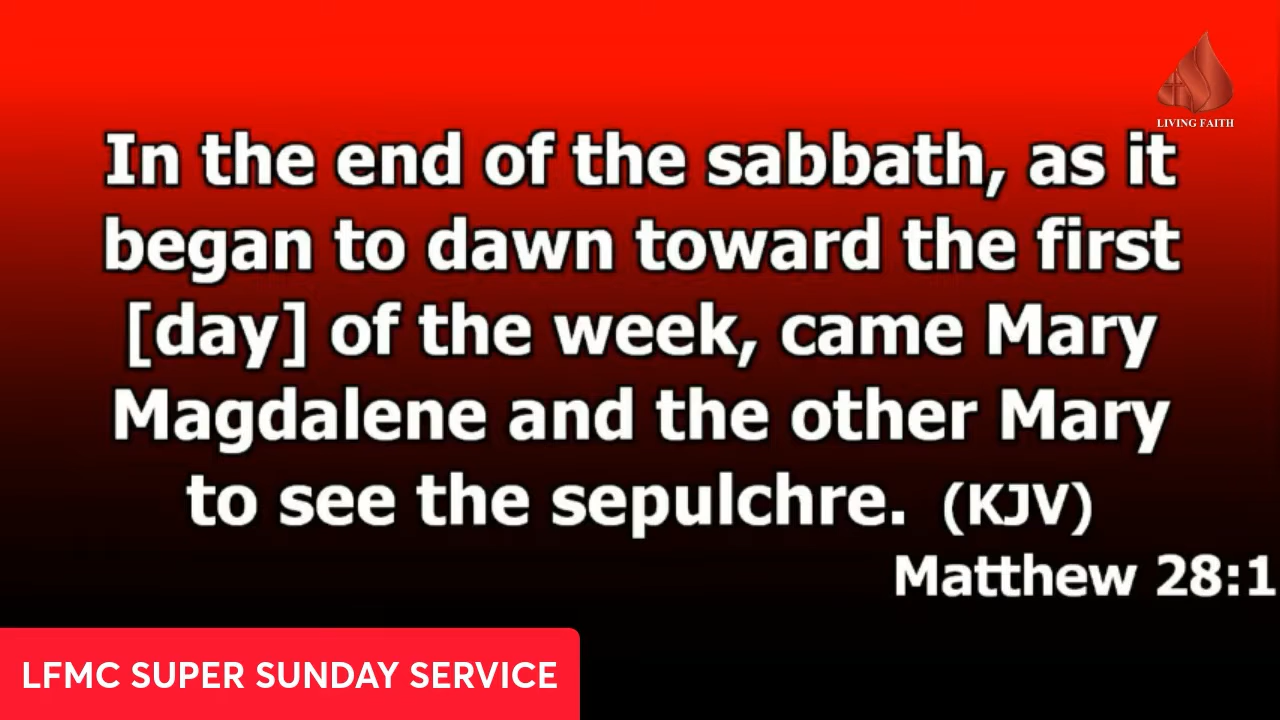 LIVING FAITH
In the end of the sabbath, as it
began to dawn toward the first
[day] of the week, came Mary
Magdalene and the other Mary
to see the sepulchre. (KJV)
Matthew 28:1
LFMC SUPER SUNDAY SERVICE